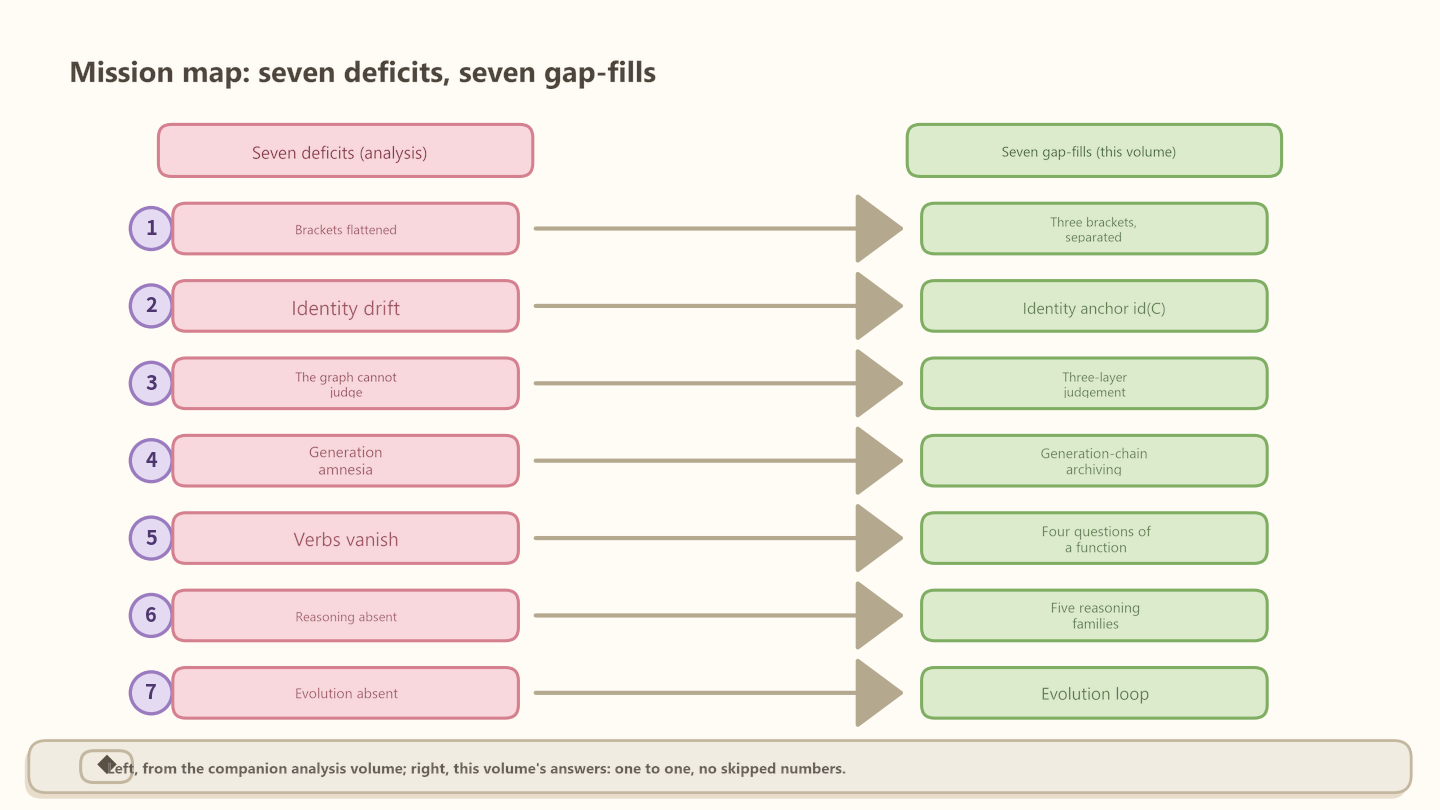 Mission map: seven deficits, seven gap-fills
Seven deficits (analysis)
Seven gap-fills (this volume)
1
Brackets flattened
Three brackets,
separated
2
Identity drift
Identity anchor id(C)
3
The graph cannot
judge
Three-layer
judgement
4
Generation
amnesia
Generation-chain
archiving
5
Verbs vanish
Four questions of
a function
6
Reasoning absent
Five reasoning
families
7
Evolution absent
Evolution loop
Left, from the companion analysis volume; right, this volume's answers: one to one, no skipped numbers.